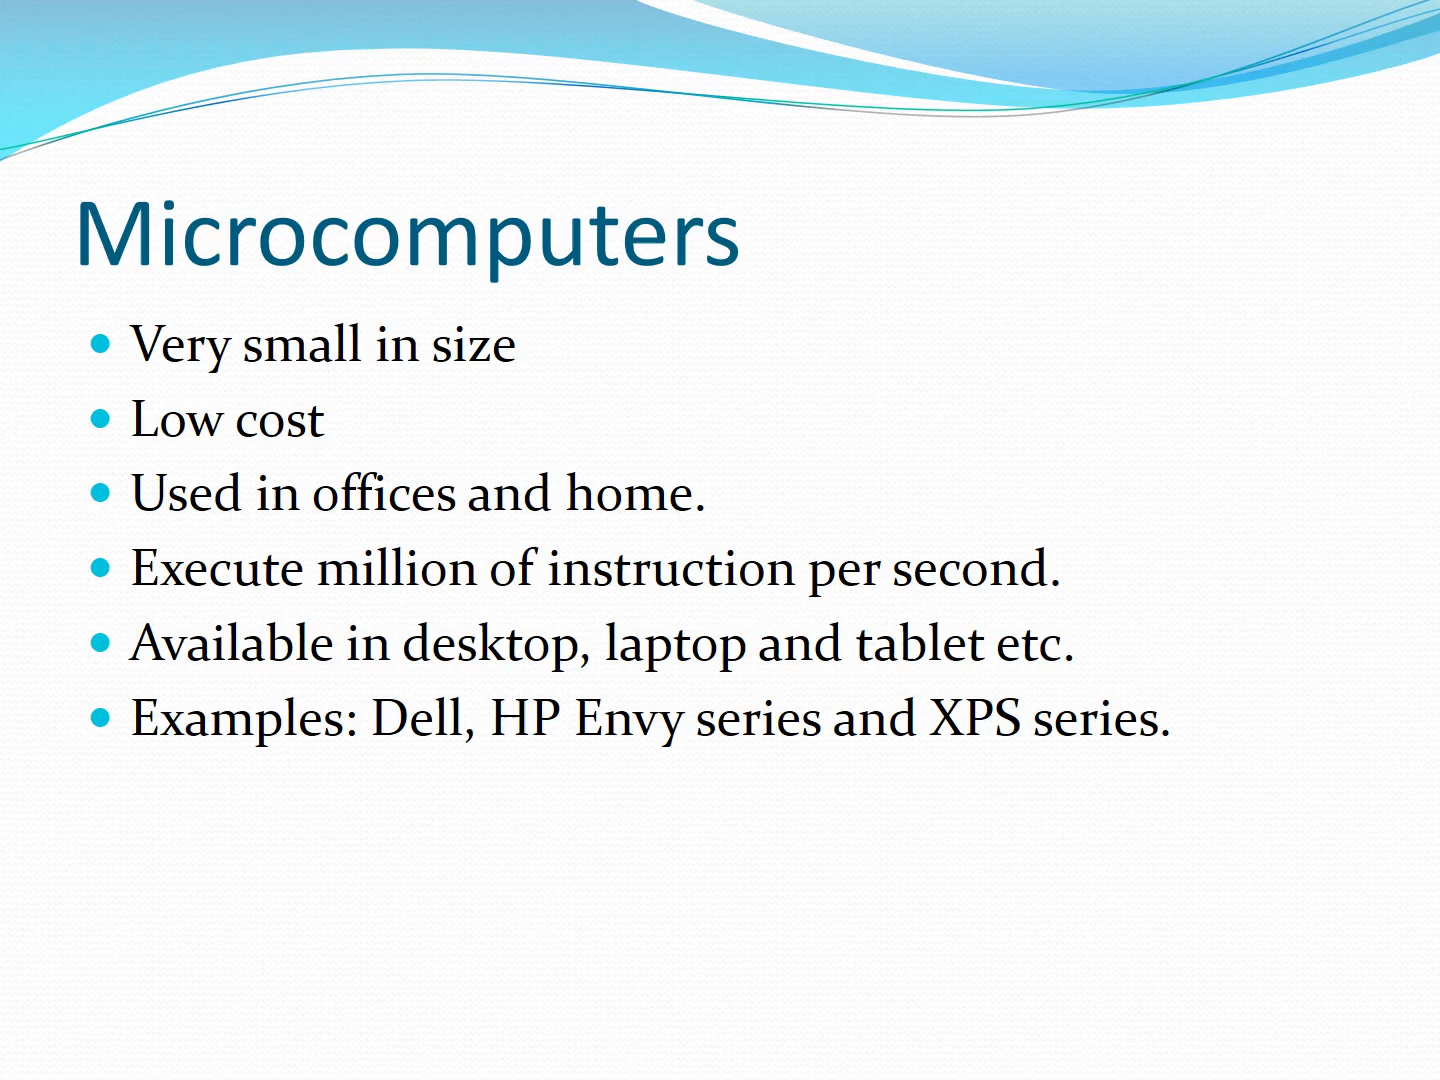 Microcomputers
Very small in size
Low cost
Used in offices and home.
Execute million of instruction per second.
Available in desktop, laptop and tablet etc.
Examples: Dell, HP Envy series and XPS series.